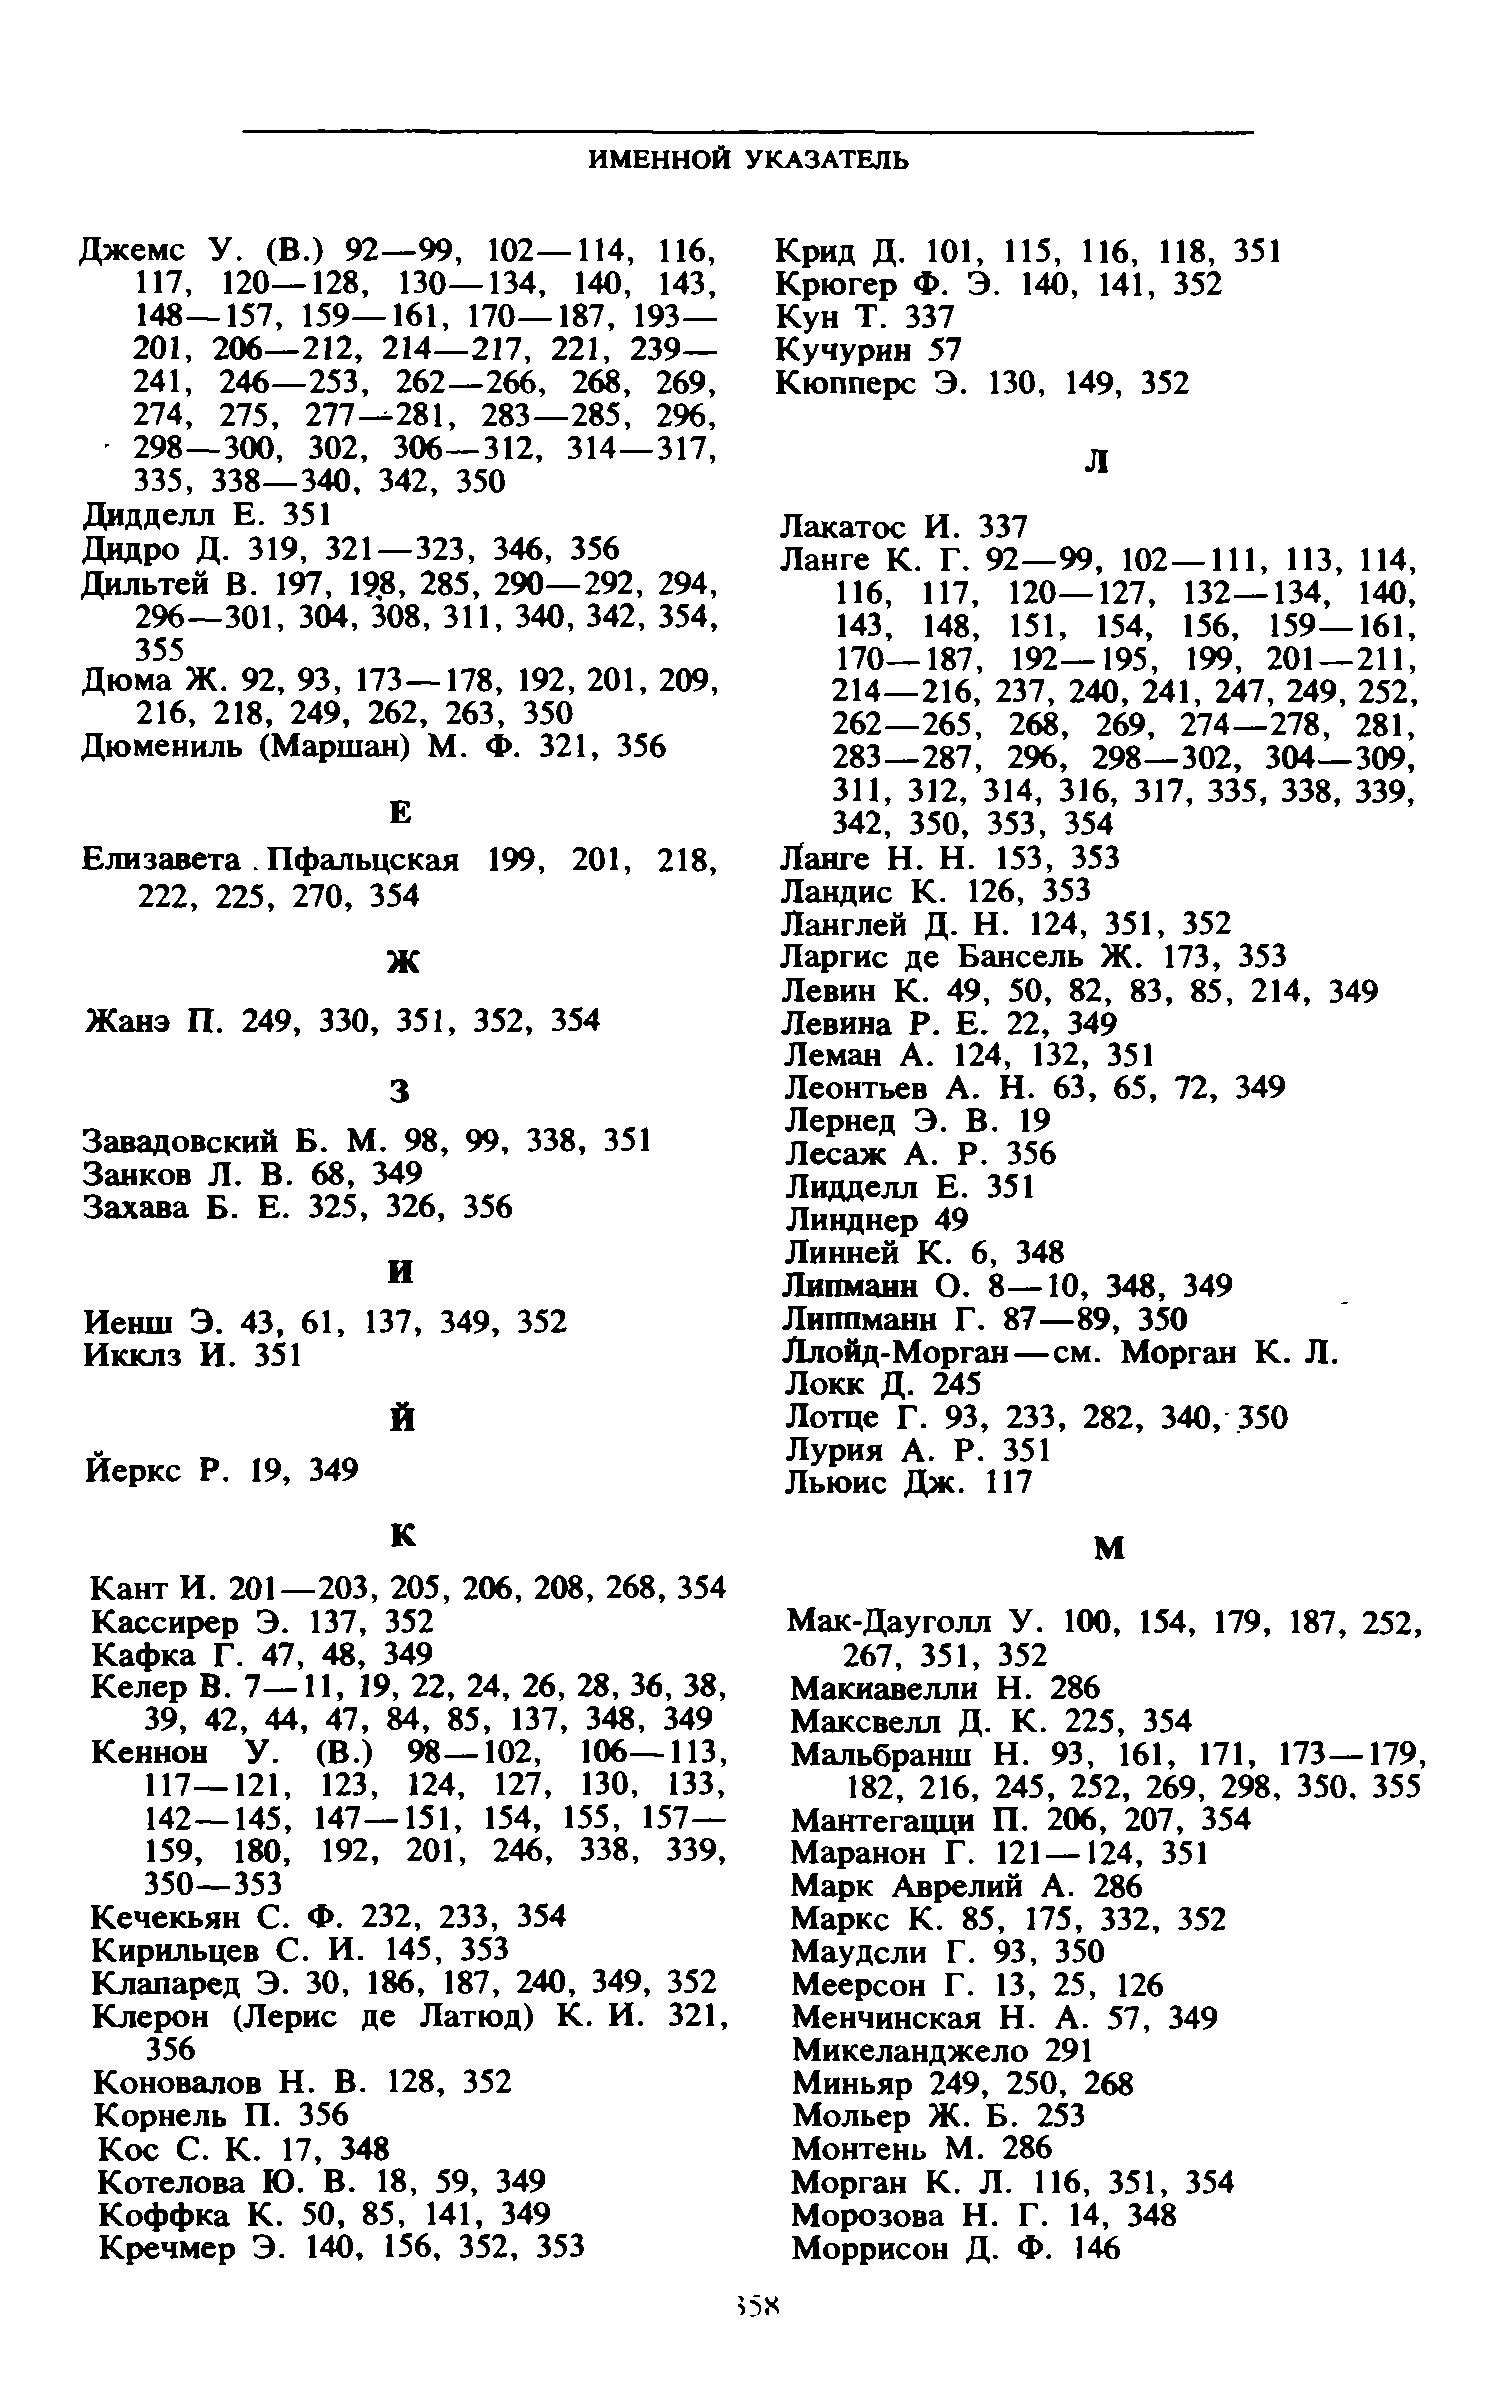 ИМЕННОЙ УКАЗАТЕЛЬ
Джемс У. (В.) 92—99, 102—114, 116,
117, 120—128, 130—134, 140, 143,
148—157, 159—161, 170—187, 193—
201, 206—212, 214—217, 221, 239—
241, 246—253, 262—266, 268, 269,
274, 275, 277—281, 283—285, 296,
298—300, 302, 306—312, 314—317,
335, 338—340, 342, 350
Дидделл Е. 351
Дидро Д. 319, 321—323, 346, 356
Дильтей В. 197, 198, 285, 290—292, 294,
296—301, 304, 308, 311, 340, 342, 354,
355
Дюма Ж. 92, 93, 173—178, 192, 201, 209,
216, 218, 249, 262, 263, 350
Дюмениль (Маршан) М. Ф. 321, 356
Е
Елизавета Пфальцская 199, 201, 218,
222, 225, 270, 354
Ж
Жанэ П. 249, 330, 351, 352, 354
З
Завадовский Б. М. 98, 99, 338, 351
Занков Л. В. 68, 349
Захава Б. Е. 325, 326, 356
И
Иенш Э. 43, 61, 137, 349, 352
Икклз И. 351
Й
Йеркс Р. 19, 349
К
Кант И. 201—203, 205, 206, 208, 268, 354
Кассирер Э. 137, 352
Кафка Г. 47, 48, 349
Келер В. 7—11, 19, 22, 24, 26, 28, 36, 38,
39, 42, 44, 47, 84, 85, 137, 348, 349
Кеннон У. (В.) 98—102, 106—113,
117—121, 123, 124, 127, 130, 133,
142—145, 147—151, 154, 155, 157—
159, 180, 192, 201, 246, 338, 339,
350—353
Кечекьян С. Ф. 232, 233, 354
Кирильцев С. И. 145, 353
Клапаред Э. 30, 186, 187, 240, 349, 352
Клерон (Лерис де Латюд) К. И. 321,
356
Коновалов Н. В. 128, 352
Корнель П. 356
Кос С. К. 17, 348
Котелова Ю. В. 18, 59, 349
Коффка К. 50, 85, 141, 349
Кречмер Э. 140, 156, 352, 353
Крид Д. 101, 115, 116, 118, 351
Крюгер Ф. Э. 140, 141, 352
Кун Т. 337
Кучурин 57
Кюпперс Э. 130, 149, 352
Л
Лакатос И. 337
Ланге К. Г. 92—99, 102—111, 113, 114,
116, 117, 120—127, 132—134, 140,
143, 148, 151, 154, 156, 159—161,
170—187, 192—195, 199, 201—211,
214—216, 237, 240, 241, 247, 249, 252,
262—265, 268, 269, 274—278, 281,
283—287, 296, 298—302, 304—309,
311, 312, 314, 316, 317, 335, 338, 339,
342, 350, 353, 354
Ланге Н. Н. 153, 353
Ландис К. 126, 353
Ланглей Д. Н. 124, 351, 352
Ларгис де Бансель Ж. 173, 353
Левин К. 49, 50, 82, 83, 85, 214, 349
Левина Р. Е. 22, 349
Леман А. 124, 132, 351
Леонтьев А. Н. 63, 65, 72, 349
Лернед Э. В. 19
Лесаж А. Р. 356
Лидделл Е. 351
Линднер 49
Линней К. 6, 348
Липманн О. 8—10, 348, 349
Липпманн Г. 87—89, 350
Ллойд-Морган—см. Морган К. Л.
Локк Д. 245
Лотце Г. 93, 233, 282, 340, 350
Лурия А. Р. 351
Льюис Дж. 117
М
Мак-Дауголл У. 100, 154, 179, 187, 252,
267, 351, 352
Макиавелли Н. 286
Максвелл Д. К. 225, 354
Мальбранш Н. 93, 161, 171, 173—179,
182, 216, 245, 252, 269, 298, 350, 355
Мантегацци П. 206, 207, 354
Маранон Г. 121—124, 351
Марк Аврелий А. 286
Маркс К. 85, 175, 332, 352
Маудсли Г. 93, 350
Меерсон Г. 13, 25, 126
Менчинская Н. А. 57, 349
Микеланджело 291
Миньяр 249, 250, 268
Мольер Ж. Б. 253
Монтень М. 286
Морган К. Л. 116, 351, 354
Морозова Н. Г. 14, 348
Моррисон Д. Ф. 146
358